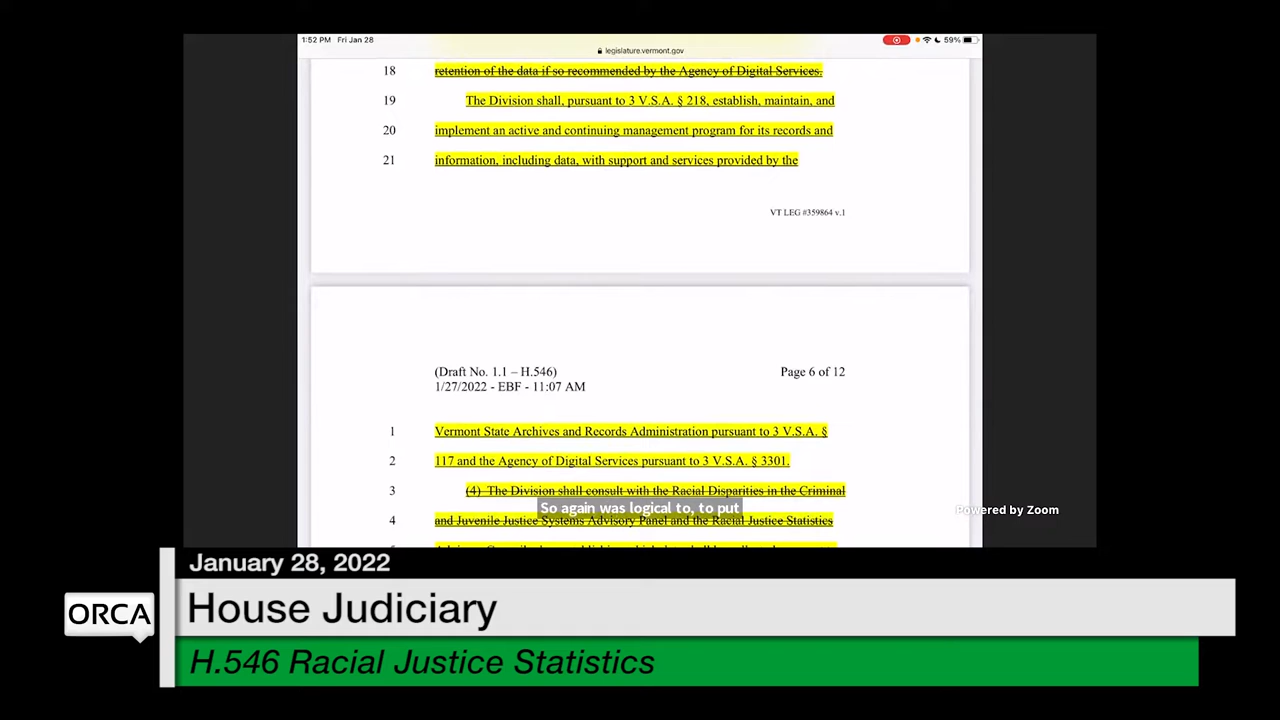 1:52 PM Fri Jan 28
legislature.vermont.gov
59%
18 retention of the data if so recommended by the Agency of Digital Services.
19 The Division shall, pursuant to 3 V.S.A. § 218, establish, maintain, and
20 implement an active and continuing management program for its records and
21 information, including data, with support and services provided by the
VT LEG #359864 v.1
(Draft No. 1.1 – H.546) Page 6 of 12
1/27/2022 - EBF - 11:07 AM
1 Vermont State Archives and Records Administration pursuant to 3 V.S.A. §
2 117 and the Agency of Digital Services pursuant to 3 V.S.A. § 3301.
3 (4) The Division shall consult with the Racial Disparities in the Criminal
So again was logical to, to put
Powered by Zoom
4 and Juvenile Justice Systems Advisory Panel and the Racial Justice Statistics
January 28, 2022
ORCA
House Judiciary
H.546 Racial Justice Statistics